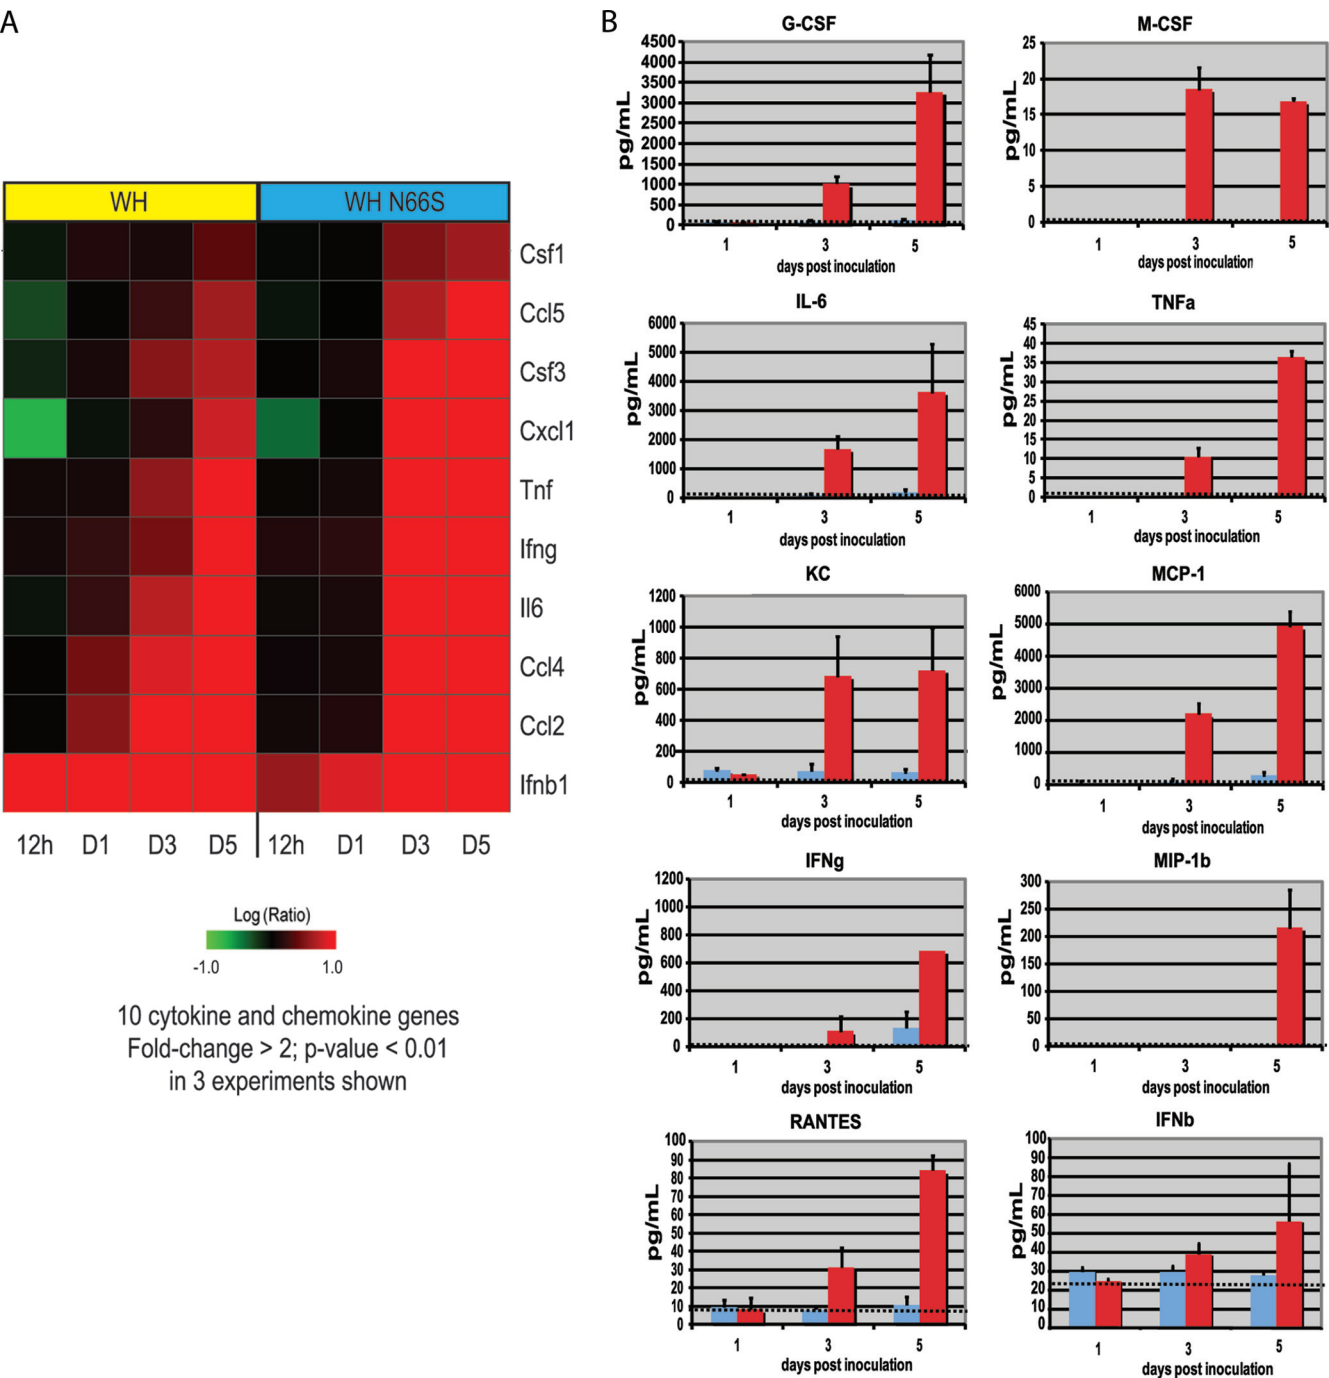 A
WH
WH N66S
Csf1
Ccl5
Csf3
Cxcl1
Tnf
Ifng
Il6
Ccl4
Ccl2
Ifnb1
12h D1 D3 D5 12h D1 D3 D5
Log (Ratio)
-1.0 1.0
10 cytokine and chemokine genes
Fold-change > 2; p-value < 0.01
in 3 experiments shown
B
G-CSF
pg/mL
4500
4000
3500
3000
2500
2000
1500
1000
500
0
1 3 5
days post inoculation
M-CSF
pg/mL
25
20
15
10
5
0
1 3 5
days post inoculation
IL-6
pg/mL
6000
5000
4000
3000
2000
1000
0
1 3 5
days post inoculation
TNFa
pg/mL
45
40
35
30
25
20
15
10
5
0
1 3 5
days post inoculation
KC
pg/mL
1200
1000
800
600
400
200
0
1 3 5
days post inoculation
MCP-1
pg/mL
6000
5000
4000
3000
2000
1000
0
1 3 5
days post inoculation
IFNg
pg/mL
1200
1000
800
600
400
200
0
1 3 5
days post inoculation
MIP-1b
pg/mL
300
250
200
150
100
50
0
1 3 5
days post inoculation
RANTES
pg/mL
100
90
80
70
60
50
40
30
20
10
0
1 3 5
days post inoculation
IFNb
pg/mL
100
90
80
70
60
50
40
30
20
10
0
1 3 5
days post inoculation